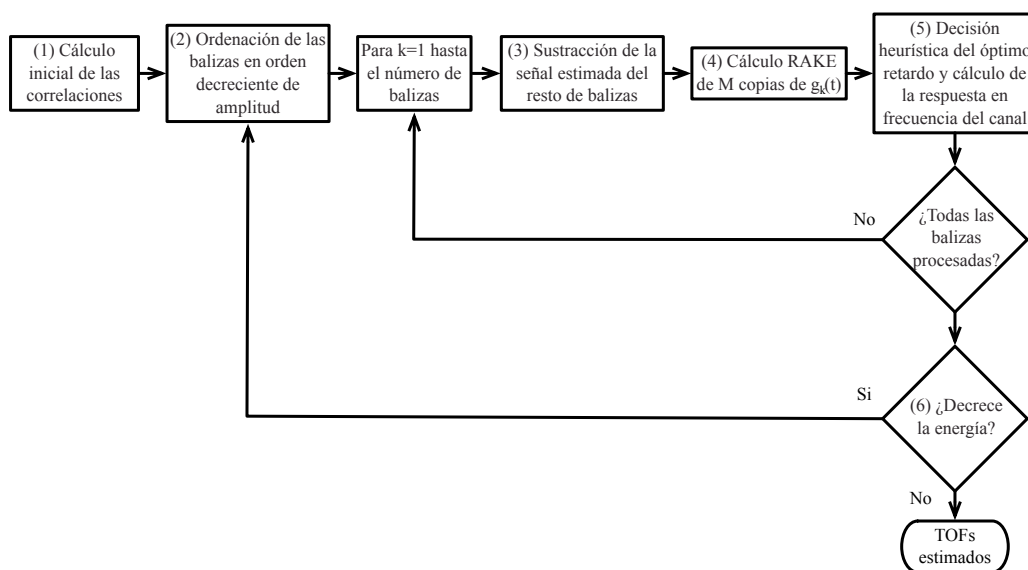 (1) Cálculo
inicial de las
correlaciones
(2) Ordenación de las
balizas en orden
decreciente de
amplitud
Para k=1 hasta
el número de
balizas
(3) Sustracción de la
señal estimada del
resto de balizas
(4) Cálculo RAKE
de M copias de gk(t)
(5) Decisión
heurística del óptimo
retardo y cálculo de
la respuesta en
frecuencia del canal
¿Todas las
balizas
procesadas?
No
(6) ¿Decrece
la energía?
Si
No
TOFs
estimados